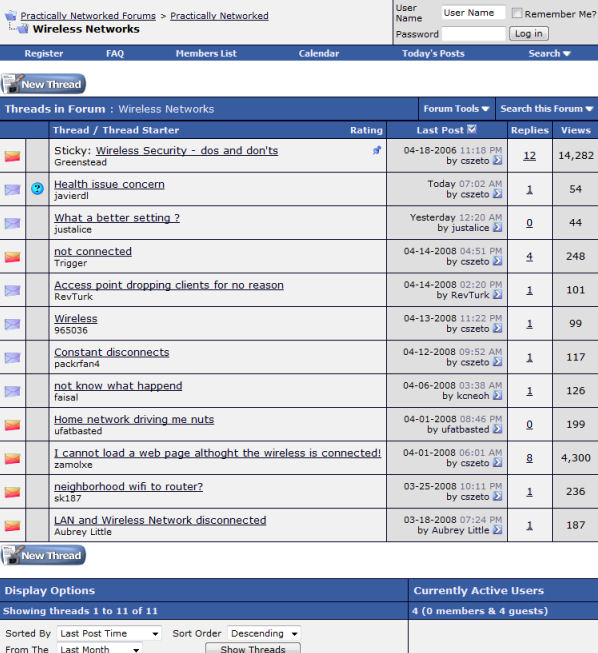 Practically Networked Forums > Practically Networked
Wireless Networks
User Name User Name Remember Me?
Password Log in
Register FAQ Members List Calendar Today's Posts Search
New Thread
Threads in Forum : Wireless Networks Forum Tools Search this Forum
Thread / Thread Starter Rating Last Post Replies Views
Sticky: Wireless Security - dos and don'ts 04-18-2006 11:18 PM 12 14,282
Greenstead by cszeto
Health issue concern Today 07:02 AM 1 54
javierdl by cszeto
What a better setting ? Yesterday 12:20 AM 0 44
justalice by justalice
not connected 04-14-2008 04:51 PM 4 248
Trigger by cszeto
Access point dropping clients for no reason 04-14-2008 02:20 PM 1 101
RevTurk by RevTurk
Wireless 04-13-2008 11:22 PM 1 99
965036 by cszeto
Constant disconnects 04-12-2008 09:52 AM 1 117
packrfan4 by cszeto
not know what happend 04-06-2008 03:38 AM 1 126
faisal by kcneoh
Home network driving me nuts 04-01-2008 08:46 PM 0 199
ufatbasted by ufatbasted
I cannot load a web page althoght the wireless is connected! 04-01-2008 06:01 AM 8 4,300
zamolxe by cszeto
neighborhood wifi to router? 03-25-2008 10:11 PM 1 236
sk187 by cszeto
LAN and Wireless Network disconnected 03-18-2008 07:24 PM 1 187
Aubrey Little by Aubrey Little
New Thread
Display Options Currently Active Users
Showing threads 1 to 11 of 11 4 (0 members & 4 guests)
Sorted By Last Post Time Sort Order Descending
From The Last Month Show Threads